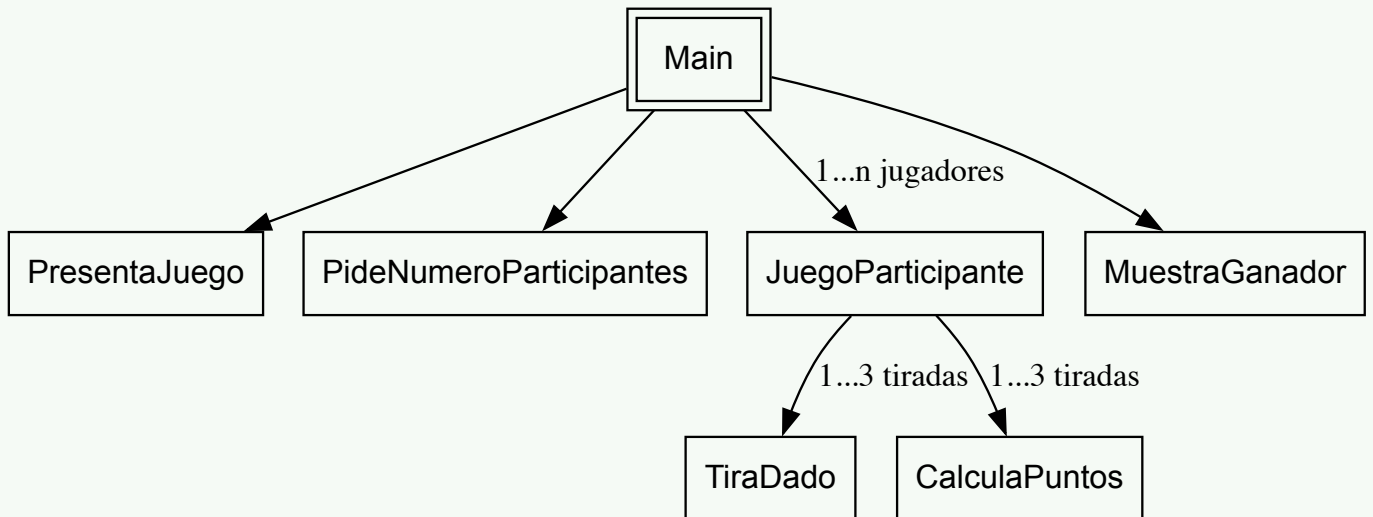 Main
1...n jugadores
PresentaJuego
PideNumeroParticipantes
JuegoParticipante
MuestraGanador
1...3 tiradas
1...3 tiradas
TiraDado
CalculaPuntos